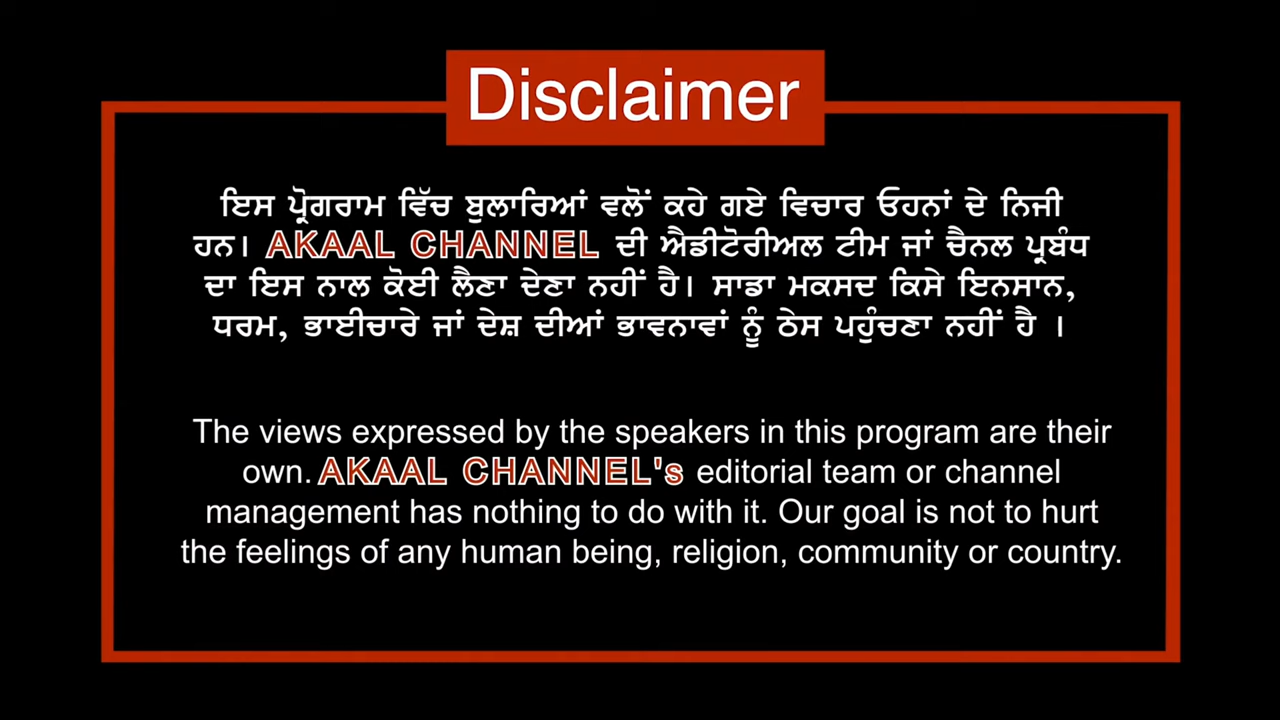 Disclaimer
ਇਸ ਪ੍ਰੋਗਰਾਮ ਵਿੱਚ ਬੁਲਾਰਿਆਂ ਵਲੋਂ ਕਹੇ ਗਏ ਵਿਚਾਰ ਓਹਨਾਂ ਦੇ ਨਿਜੀ
ਹਨ। AKAAL CHANNEL ਦੀ ਐਡੀਟੋਰੀਅਲ ਟੀਮ ਜਾਂ ਚੈਨਲ ਪ੍ਰਬੰਧ
ਦਾ ਇਸ ਨਾਲ ਕੋਈ ਲੈਣਾ ਦੇਣਾ ਨਹੀਂ ਹੈ। ਸਾਡਾ ਮਕਸਦ ਕਿਸੇ ਇਨਸਾਨ,
ਧਰਮ, ਭਾਈਚਾਰੇ ਜਾਂ ਦੇਸ਼ ਦੀਆਂ ਭਾਵਨਾਵਾਂ ਨੂੰ ਠੇਸ ਪਹੁੰਚਣਾ ਨਹੀਂ ਹੈ ।
The views expressed by the speakers in this program are their
own. AKAAL CHANNEL's editorial team or channel
management has nothing to do with it. Our goal is not to hurt
the feelings of any human being, religion, community or country.